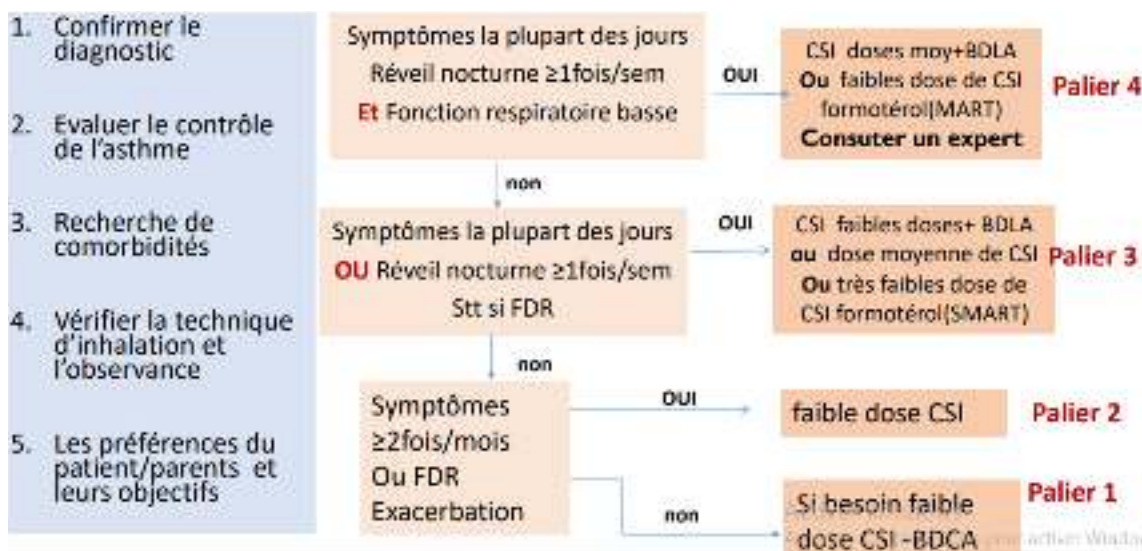 1. Confirmer le
diagnostic
2. Evaluer le contrôle
de l'asthme
3. Recherche de
comorbidités
4. Vérifier la technique
d'inhalation et
l'observance
5. Les préférences du
patient/parents et
leurs objectifs
Symptômes la plupart des jours
Réveil nocturne ≥1fois/sem
Et Fonction respiratoire basse
OUI
CSI doses moy+BDLA
Ou faibles dose de CSI
formotérol(MART)
Consuter un expert
Palier 4
non
Symptômes la plupart des jours
OU Réveil nocturne ≥1fois/sem
Stt si FDR
OUI
CSI faibles doses+ BDLA
ou dose moyenne de CSI
Ou très faibles dose de
CSI formotérol(SMART)
Palier 3
non
Symptômes
≥2fois/mois
Ou FDR
Exacerbation
OUI
faible dose CSI
Palier 2
non
Si besoin faible
dose CSI -BDCA
Palier 1
activer Window